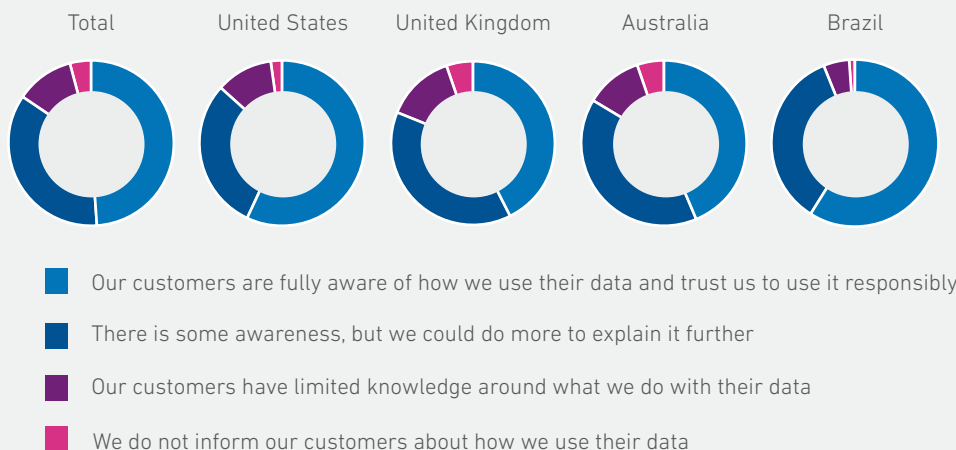 Total United States United Kingdom Australia Brazil
Our customers are fully aware of how we use their data and trust us to use it responsibly
There is some awareness, but we could do more to explain it further
Our customers have limited knowledge around what we do with their data
We do not inform our customers about how we use their data